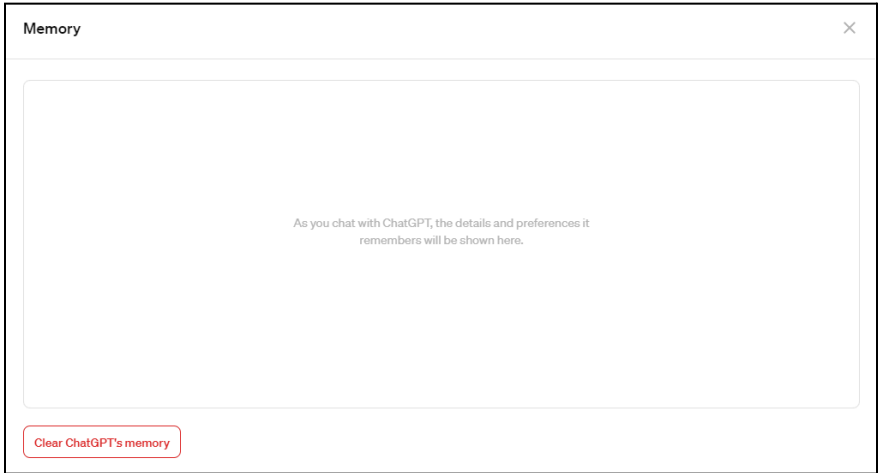 Memory
As you chat with ChatGPT, the details and preferences it
remembers will be shown here.
Clear ChatGPT's memory